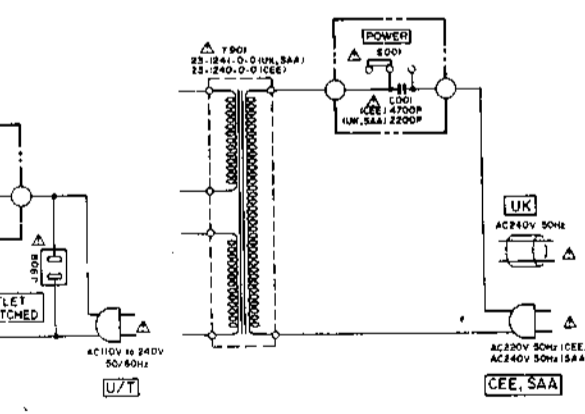 T901
23-1241-0-0 (UK,SAA)
23-1240-0-0 (CEE)
POWER
S001
C001
(CEE) 4700P
(UK,SAA) 2200P
UK
AC240V 50Hz
J908
TLET
TCHED
AC110V to 240V
50/60Hz
U/T
AC220V 50Hz (CEE
AC240V 50Hz (SAA
CEE, SAA